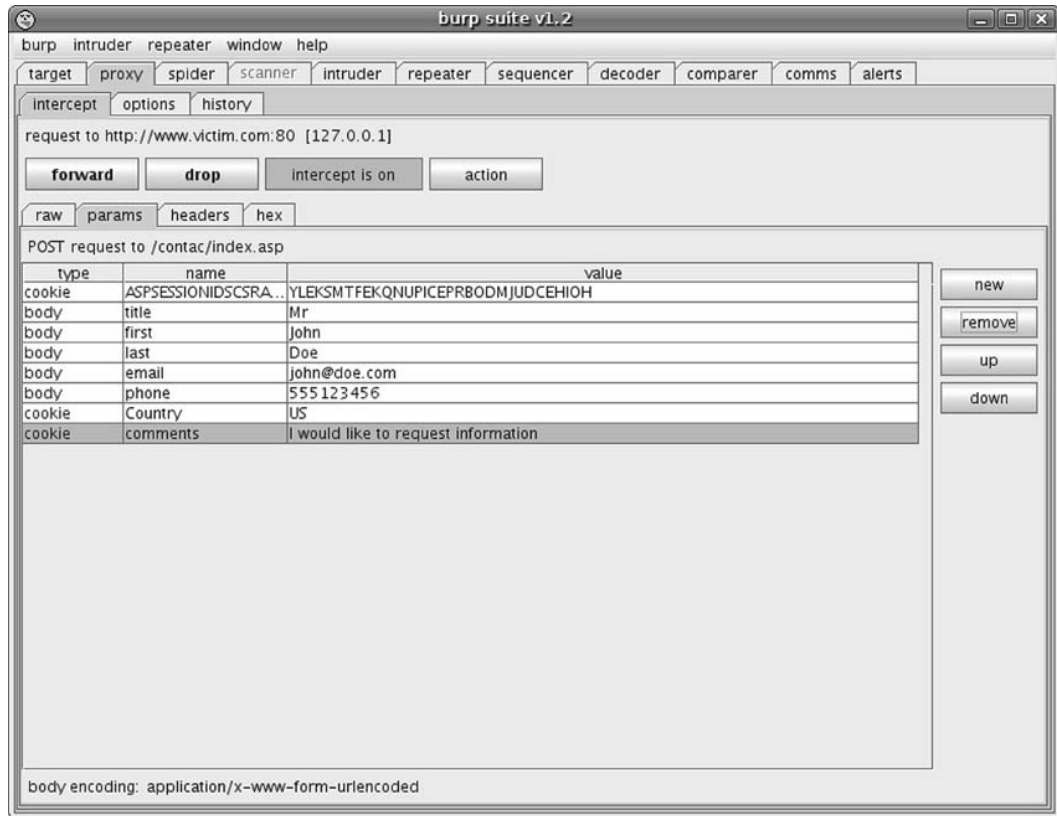 burp suite v1.2
burp intruder repeater window help
target proxy spider scanner intruder repeater sequencer decoder comparer comms alerts
intercept options history
request to http://www.victim.com:80 [127.0.0.1]
forward drop intercept is on action
raw params headers hex
POST request to /contac/index.asp
type name value
cookie ASPSESSIONIDSCSRA... YLEKSMTFEKQNUPICEPRBODMJUDCEHIOH
body title Mr
body first John
body last Doe
body email john@doe.com
body phone 555123456
cookie Country US
cookie comments I would like to request information
new
remove
up
down
body encoding: application/x-www-form-urlencoded